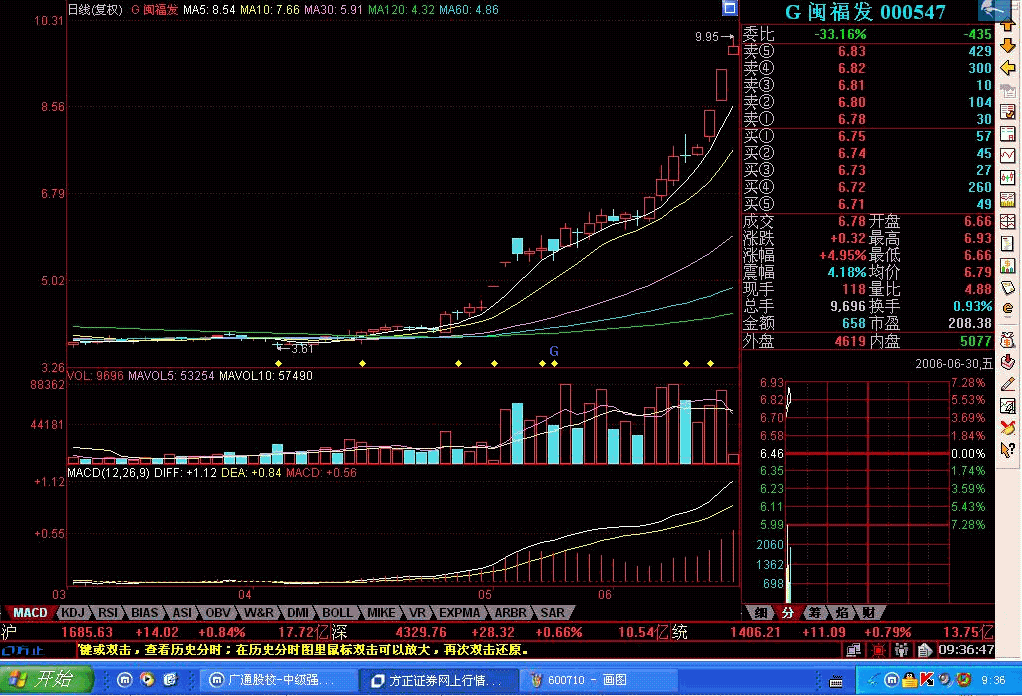 日线(复权) G 闽福发 MA5: 8.54 MA10: 7.66 MA30: 5.91 MA120: 4.32 MA60: 4.86
10.31
9.95
8.56
6.79
5.02
3.61
G
3.26
VOL: 9696 MAVOL5: 53254 MAVOL10: 57490
88362
44181
MACD(12,26,9) DIFF: +1.12 DEA: +0.84 MACD: +0.56
+1.12
+0.55
03 04 05 06
MACD KDJ RSI BIAS ASI OBV W&R DMI BOLL MIKE VR EXPMA ARBR SAR
G 闽福发 000547
委比 -33.16% -435
卖⑤ 6.83 429
卖④ 6.82 300
卖③ 6.81 10
卖② 6.80 104
卖① 6.78 30
买① 6.75 57
买② 6.74 45
买③ 6.73 27
买④ 6.72 260
买⑤ 6.71 49
成交 6.78 开盘 6.66
涨跌 +0.32 最高 6.93
涨幅 +4.95% 最低 6.66
震幅 4.18% 均价 6.79
现手 118 量比 4.88
总手 9,696 换手 0.93%
金额 658 市盈 208.38
外盘 4619 内盘 5077
2006-06-30,五
6.93 7.28%
6.82 5.53%
6.70 3.69%
6.58 1.84%
6.46 0.00%
6.35 1.74%
6.23 3.59%
6.11 5.43%
5.99 7.28%
2060
1362
698
细 分 筹 焰 财
沪 1685.63 +14.02 +0.84% 17.72亿 深 4329.76 +28.32 +0.66% 10.54亿 统 1406.21 +11.09 +0.79% 13.75亿
键或双击，查看历史分时；在历史分时图里鼠标双击可以放大，再次双击还原。
09:36:47
开始 广通股校-中级强... 方正证券网上行情... 600710 - 画图 9:36